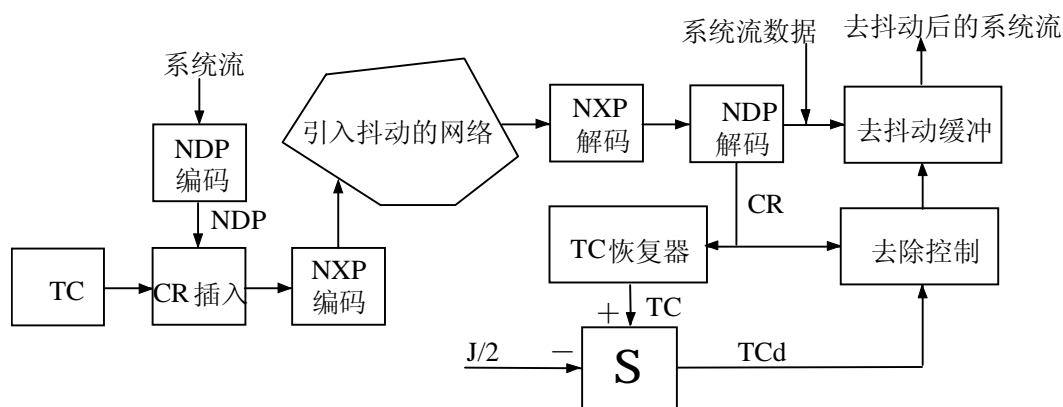 系统流数据
去抖动后的系统流
系统流
NDP
编码
引入抖动的网络
NXP
解码
NDP
解码
去抖动缓冲
NDP
CR
TC
CR 插入
NXP
编码
TC 恢复器
去除控制
+
TC
J/2
−
S
TCd